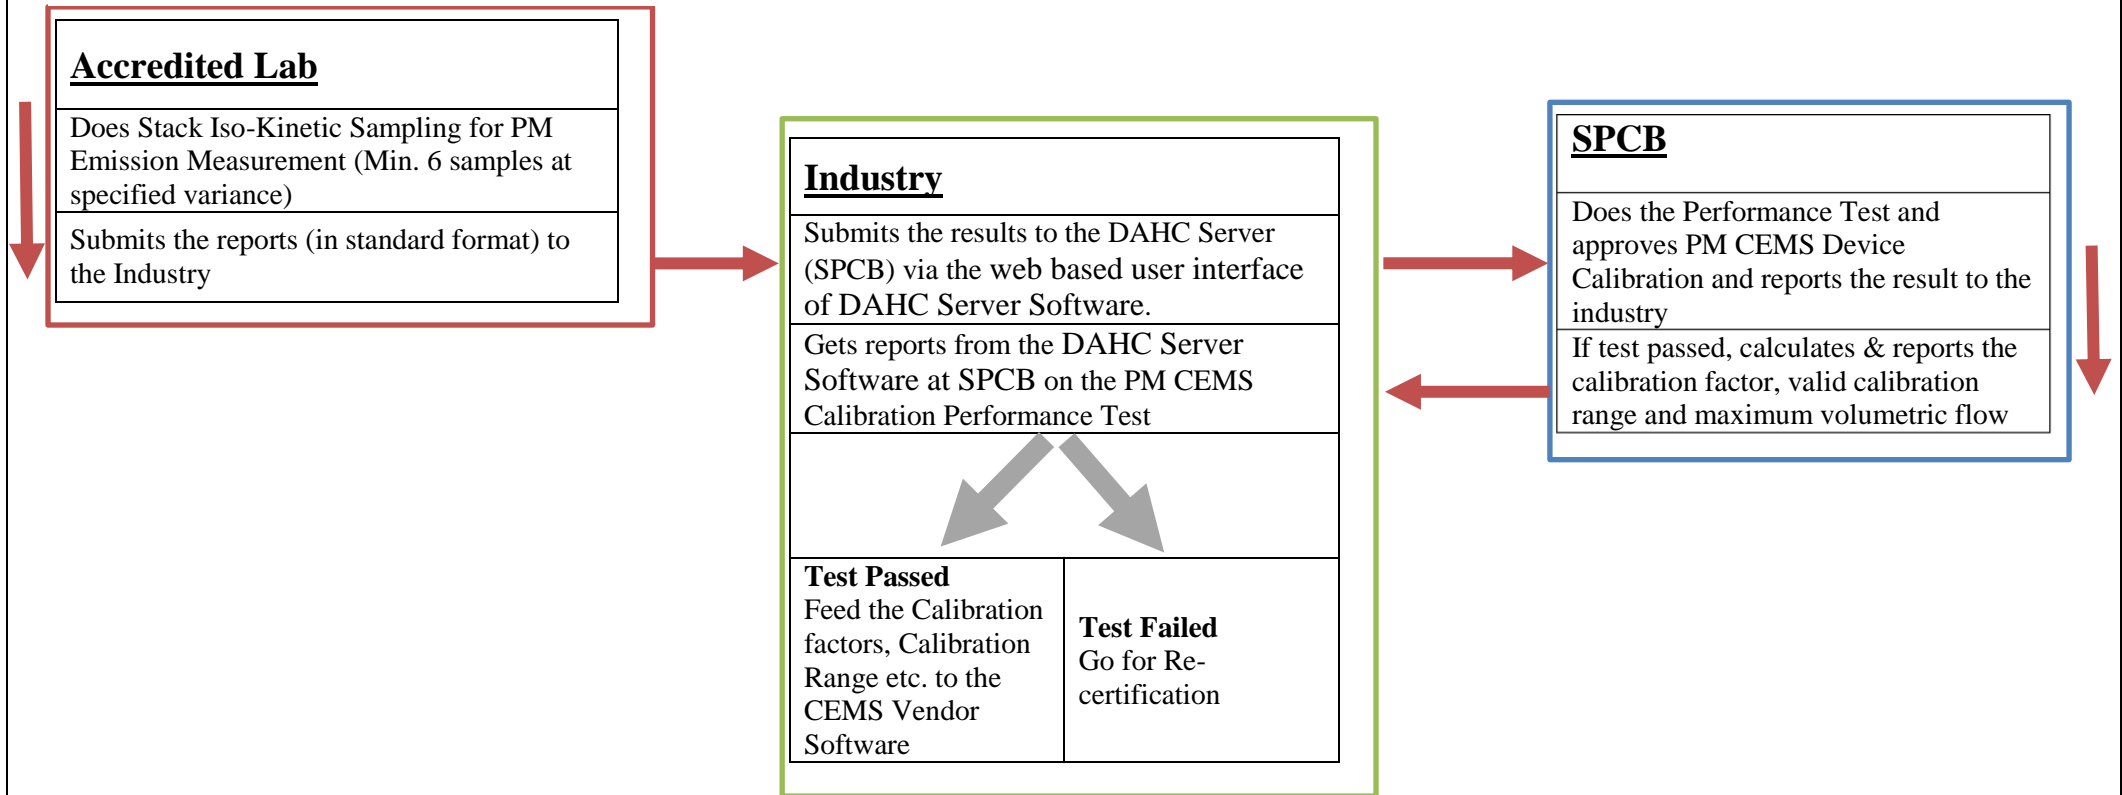 Accredited Lab
Does Stack Iso-Kinetic Sampling for PM
Emission Measurement (Min. 6 samples at
specified variance)
Submits the reports (in standard format) to
the Industry
Industry
Submits the results to the DAHC Server
(SPCB) via the web based user interface
of DAHC Server Software.
Gets reports from the DAHC Server
Software at SPCB on the PM CEMS
Calibration Performance Test
Test Passed
Feed the Calibration
factors, Calibration
Range etc. to the
CEMS Vendor
Software
Test Failed
Go for Re-
certification
SPCB
Does the Performance Test and
approves PM CEMS Device
Calibration and reports the result to the
industry
If test passed, calculates & reports the
calibration factor, valid calibration
range and maximum volumetric flow